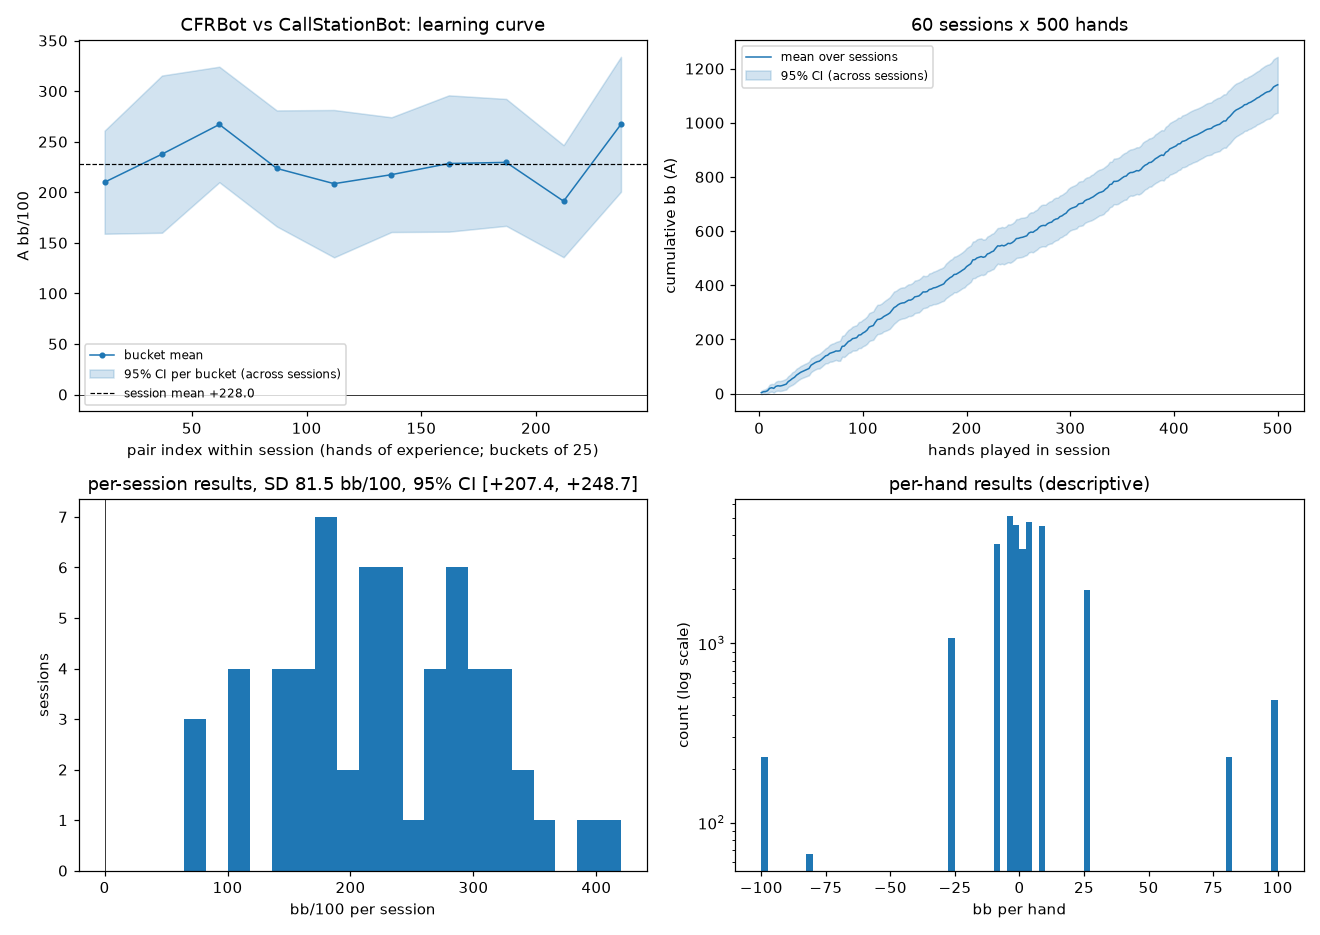 CFRBot vs CallStationBot: learning curve
A bb/100
350
300
250
200
150
100
50
0
bucket mean
95% CI per bucket (across sessions)
session mean +228.0
50
100
150
200
pair index within session (hands of experience; buckets of 25)
60 sessions x 500 hands
cumulative bb (A)
1200
1000
800
600
400
200
0
mean over sessions
95% CI (across sessions)
0
100
200
300
400
500
hands played in session
per-session results, SD 81.5 bb/100, 95% CI [+207.4, +248.7]
sessions
7
6
5
4
3
2
1
0
0
100
200
300
400
bb/100 per session
per-hand results (descriptive)
count (log scale)
10³
10²
−100
−75
−50
−25
0
25
50
75
100
bb per hand